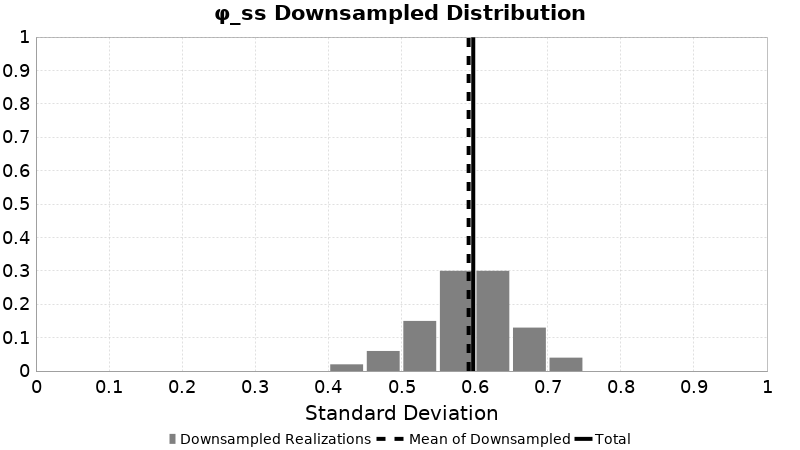 φ_ss Downsampled Distribution
1
0.9
0.8
0.7
0.6
0.5
0.4
0.3
0.2
0.1
0
0 0.1 0.2 0.3 0.4 0.5 0.6 0.7 0.8 0.9 1
Standard Deviation
Downsampled Realizations Mean of Downsampled Total